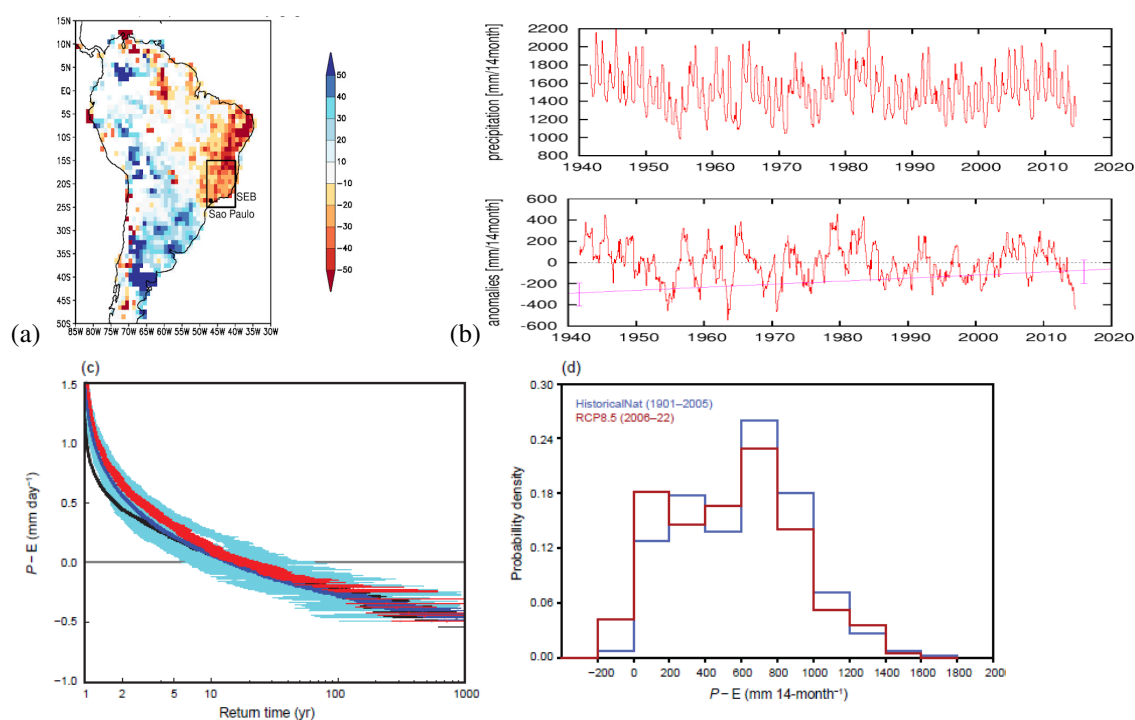 15N
10N
5N
EQ
5S
10S
15S
20S
25S
30S
35S
40S
45S
50S
85W 80W 75W 70W 65W 60W 55W 50W 45W 40W 35W 30W
SEB
Sao Paulo
50
40
30
20
10
−10
−20
−30
−40
−50
(a)
precipitation [mm/14month]
2200
2000
1800
1600
1400
1200
1000
800
1940 1950 1960 1970 1980 1990 2000 2010 2020
anomalies [mm/14month]
600
400
200
0
-200
-400
-600
1940 1950 1960 1970 1980 1990 2000 2010 2020
(b)
(c)
P − E (mm day⁻¹)
1.5
1.0
0.5
0.0
−0.5
−1.0
1 2 5 10 100 1000
Return time (yr)
(d)
HistoricalNat (1901–2005)
RCP8.5 (2006–22)
Probabillity density
0.30
0.24
0.18
0.12
0.06
0.00
−200 0 200 400 600 800 1000 1200 1400 1600 1800 200
P − E (mm 14-month⁻¹)